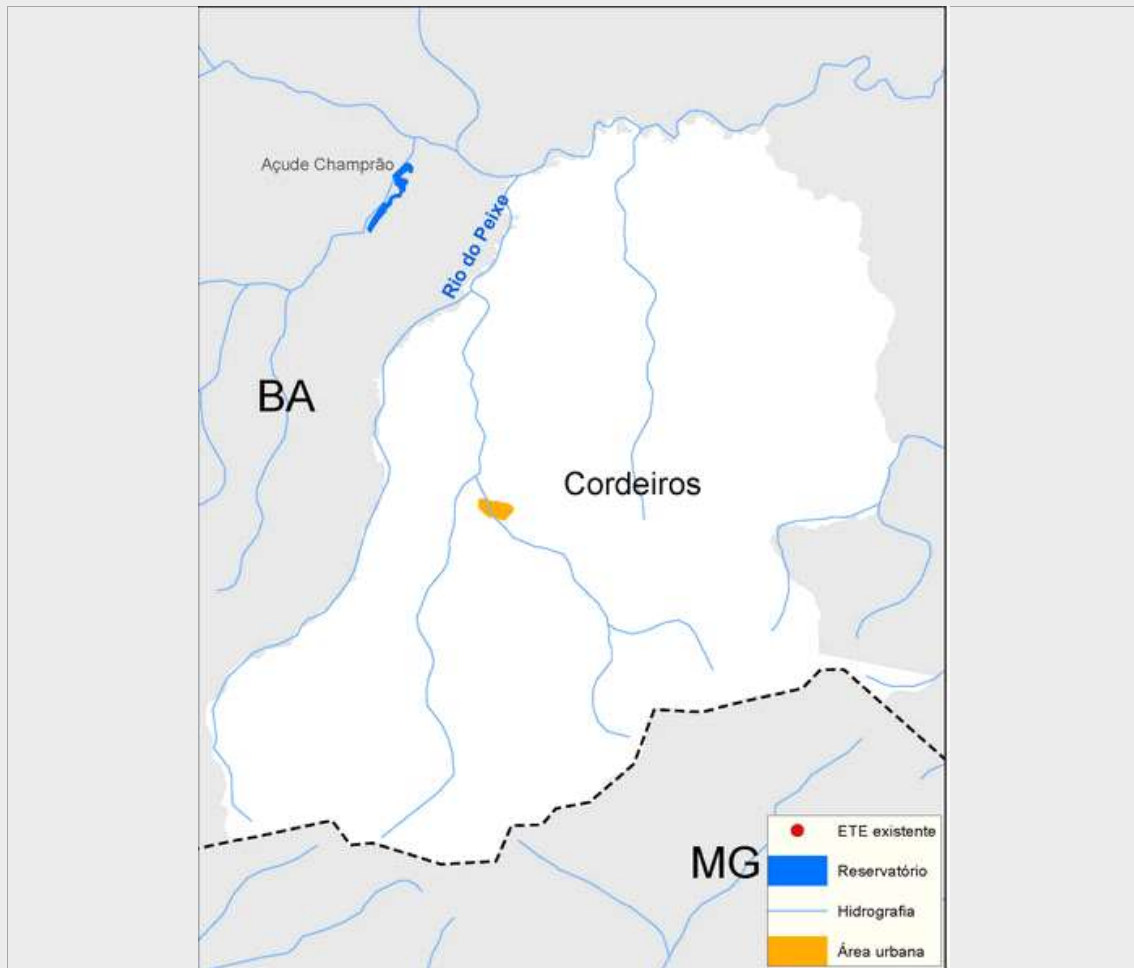 Açude Champrão
Rio do Peixe
BA
Cordeiros
MG
ETE existente
Reservatório
Hidrografia
Área urbana